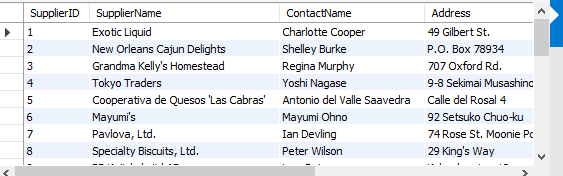 SupplierID SupplierName ContactName Address
1 Exotic Liquid Charlotte Cooper 49 Gilbert St.
2 New Orleans Cajun Delights Shelley Burke P.O. Box 78934
3 Grandma Kelly's Homestead Regina Murphy 707 Oxford Rd.
4 Tokyo Traders Yoshi Nagase 9-8 Sekimai Musashino
5 Cooperativa de Quesos 'Las Cabras' Antonio del Valle Saavedra Calle del Rosal 4
6 Mayumi's Mayumi Ohno 92 Setsuko Chuo-ku
7 Pavlova, Ltd. Ian Devling 74 Rose St. Moonie Po
8 Specialty Biscuits, Ltd. Peter Wilson 29 King's Way